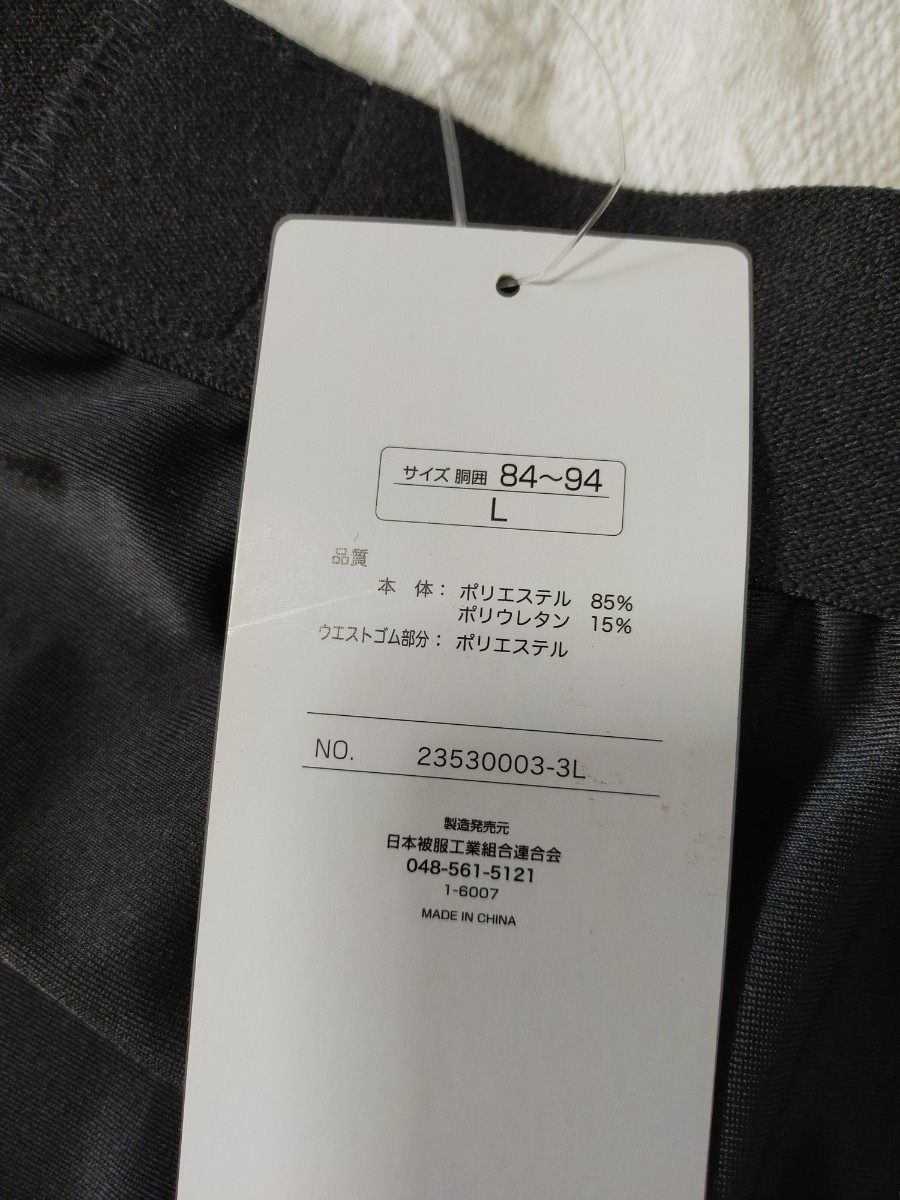 サイズ 胴囲 84〜94
L
品質
本 体： ポリエステル 85%
ポリウレタン 15%
ウエストゴム部分： ポリエステル
NO. 23530003-3L
製造発売元
日本被服工業組合連合会
048-561-5121
1-6007
MADE IN CHINA